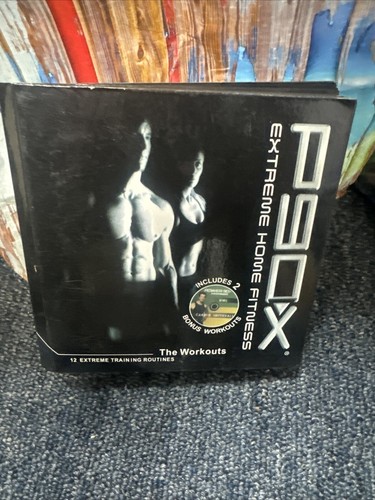 P90X®
EXTREME HOME FITNESS
INCLUDES 2
BONUS WORKOUTS
The Workouts
12 EXTREME TRAINING ROUTINES